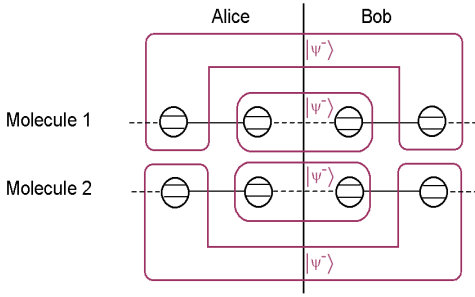 Alice Bob
|Ψ⁻⟩
Molecule 1 |Ψ⁻⟩
|Ψ⁻⟩
Molecule 2
|Ψ⁻⟩